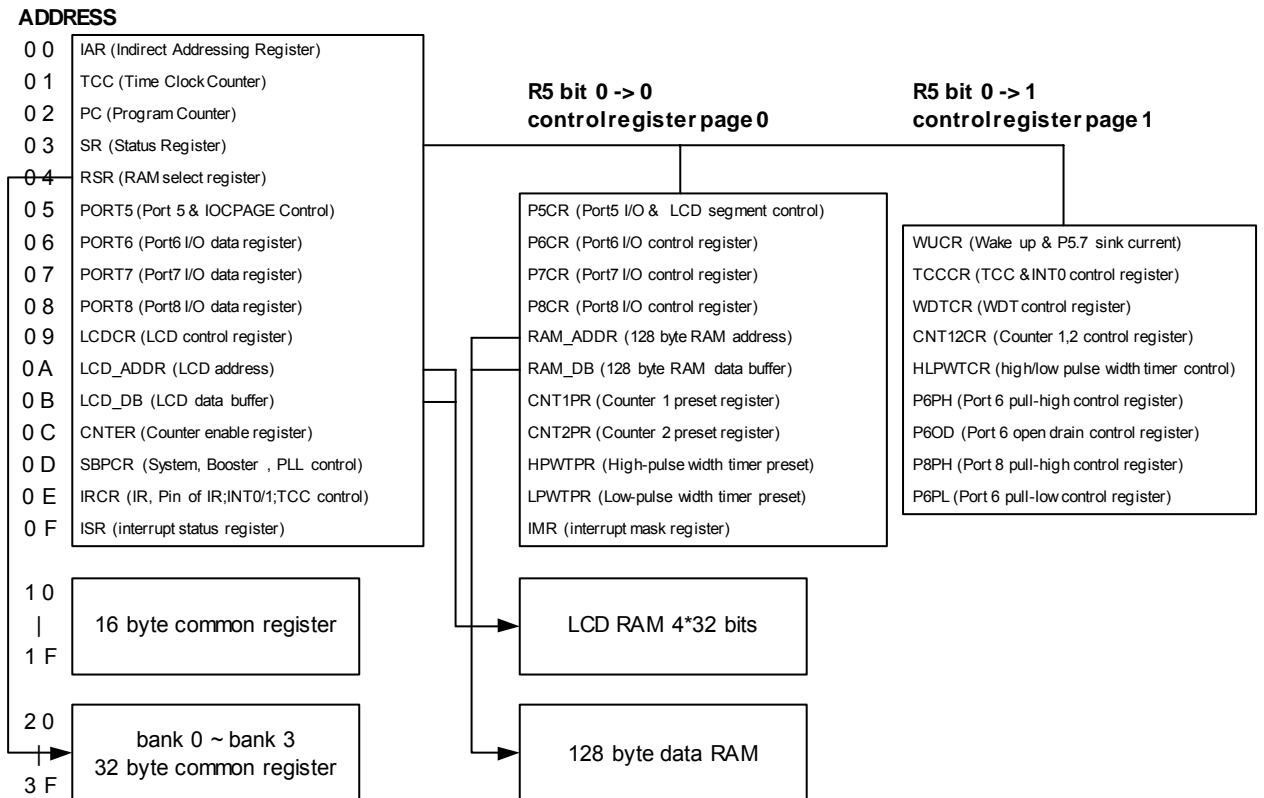 ADDRESS
0 0 IAR (Indirect Addressing Register)
0 1 TCC (Time Clock Counter)
0 2 PC (Program Counter)
0 3 SR (Status Register)
0 4 RSR (RAM select register)
0 5 PORT5 (Port 5 & IOCPAGE Control)
0 6 PORT6 (Port6 I/O data register)
0 7 PORT7 (Port7 I/O data register)
0 8 PORT8 (Port8 I/O data register)
0 9 LCDCR (LCD control register)
0 A LCD_ADDR (LCD address)
0 B LCD_DB (LCD data buffer)
0 C CNTER (Counter enable register)
0 D SBPCR (System, Booster , PLL control)
0 E IRCR (IR, Pin of IR;INT0/1;TCC control)
0 F ISR (interrupt status register)
R5 bit 0 -> 0
control register page 0
P5CR (Port5 I/O & LCD segment control)
P6CR (Port6 I/O control register)
P7CR (Port7 I/O control register)
P8CR (Port8 I/O control register)
RAM_ADDR (128 byte RAM address)
RAM_DB (128 byte RAM data buffer)
CNT1PR (Counter 1 preset register)
CNT2PR (Counter 2 preset register)
HPWTPR (High-pulse width timer preset)
LPWTPR (Low-pulse width timer preset)
IMR (interrupt mask register)
R5 bit 0 -> 1
control register page 1
WUCR (Wake up & P5.7 sink current)
TCCCR (TCC & INT0 control register)
WDTCR (WDT control register)
CNT12CR (Counter 1,2 control register)
HLPWTCR (high/low pulse width timer control)
P6PH (Port 6 pull-high control register)
P6OD (Port 6 open drain control register)
P8PH (Port 8 pull-high control register)
P6PL (Port 6 pull-low control register)
1 0
|
1 F
16 byte common register
LCD RAM 4*32 bits
2 0
|
3 F
bank 0 ~ bank 3
32 byte common register
128 byte data RAM